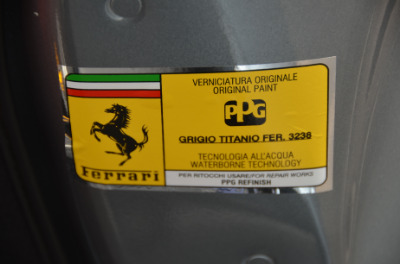 VERNICIATURA ORIGINALE
ORIGINAL PAINT
PPG
GRIGIO TITANIO FER. 3238
TECNOLOGIA ALL'ACQUA
WATERBORNE TECHNOLOGY
Ferrari
PER RITOCCHI USARE/FOR REPAIR WORKS
PPG REFINISH